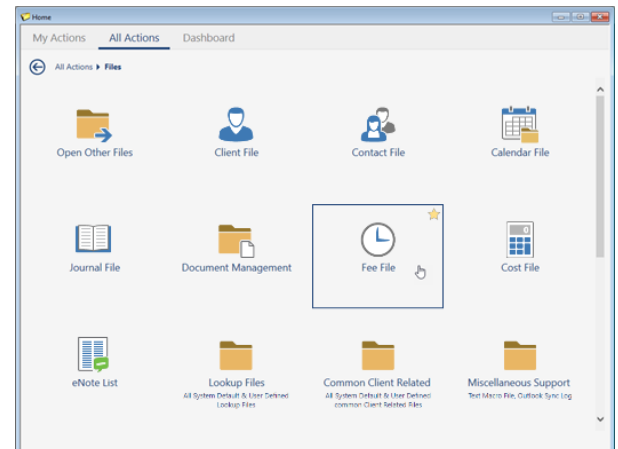 Home
My Actions All Actions Dashboard
All Actions Files
Open Other Files Client File Contact File Calendar File
Journal File Document Management Fee File Cost File
eNote List Lookup Files Common Client Related Miscellaneous Support
All System Default & User Defined All System Default & User Defined Text Macro File, Outlook Sync Log
Lookup Files common Client Related Files